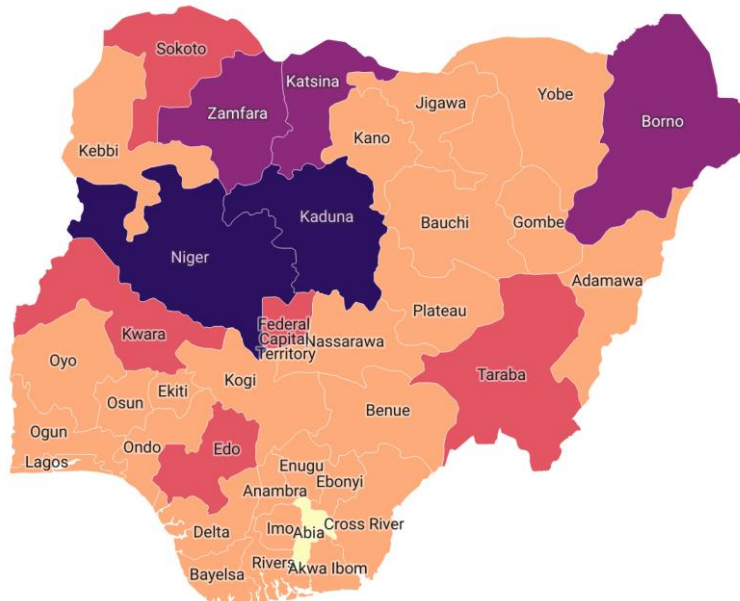 Sokoto
Katsina
Zamfara
Jigawa
Yobe
Borno
Kano
Kebbi
Kaduna
Bauchi
Gombe
Niger
Adamawa
Plateau
Federal
Capital
Territory
Nassarawa
Kwara
Oyo
Taraba
Kogi
Ekiti
Osun
Benue
Ogun
Ondo
Edo
Lagos
Enugu
Ebonyi
Anambra
Cross River
Imo
Abia
Delta
Rivers
Akwa Ibom
Bayelsa